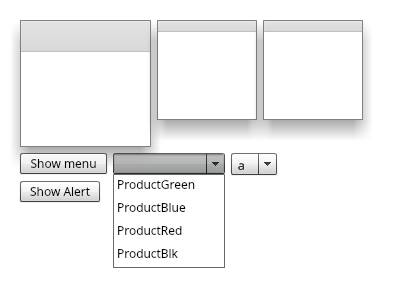 Show menu
a
Show Alert
ProductGreen
ProductBlue
ProductRed
ProductBlk